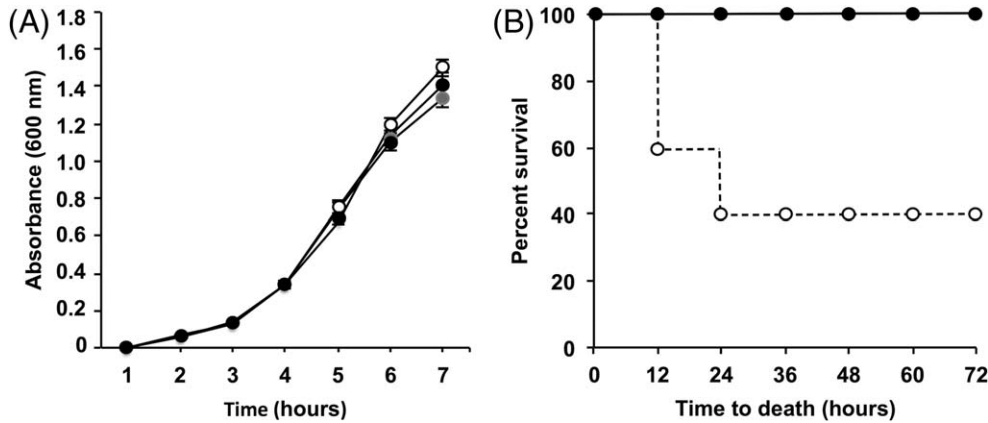 (A)
Absorbance (600 nm)
1.8
1.6
1.4
1.2
1.0
0.8
0.6
0.4
0.2
0
1 2 3 4 5 6 7
Time (hours)
(B)
Percent survival
100
80
60
40
20
0
0 12 24 36 48 60 72
Time to death (hours)